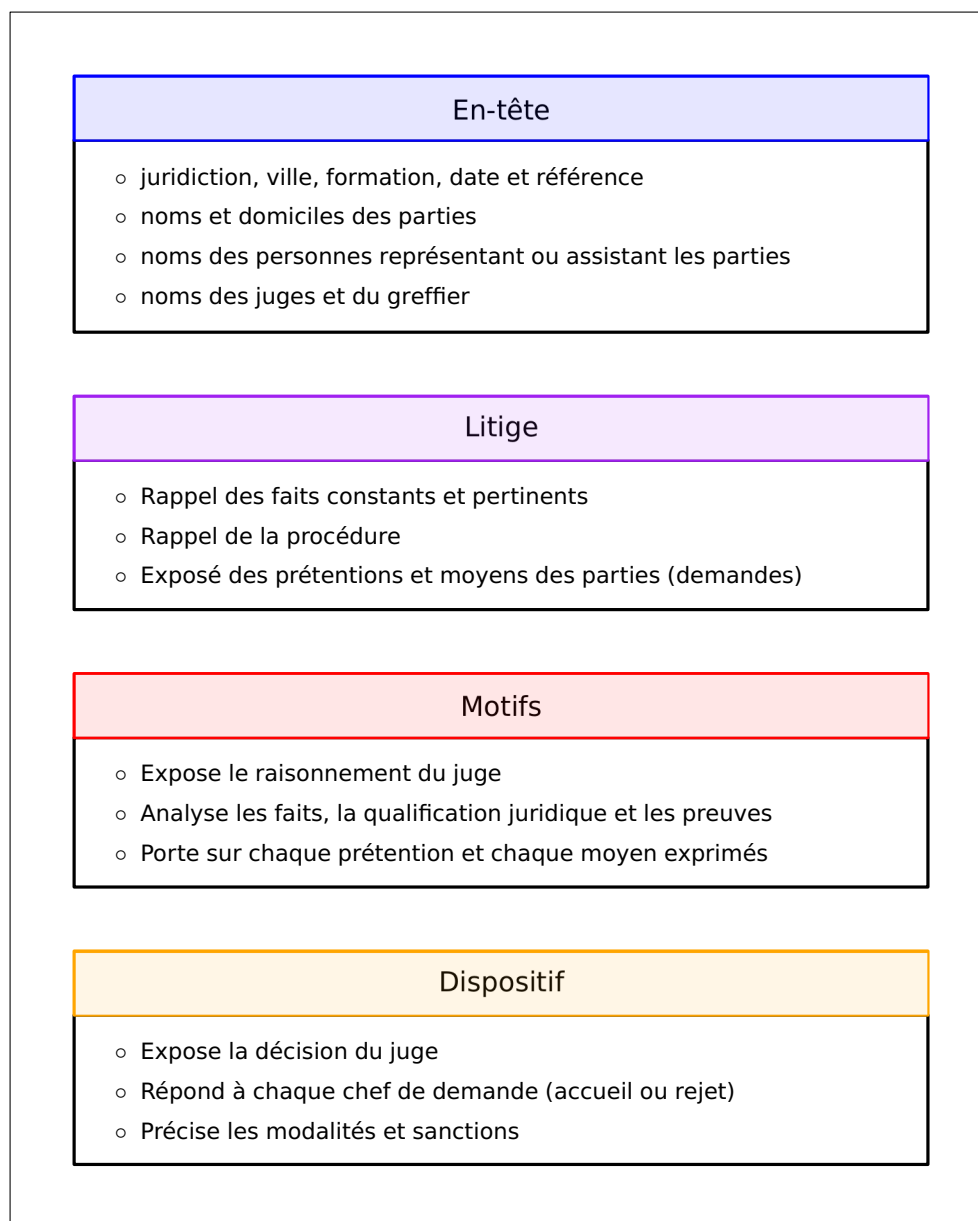 En-tête
○ juridiction, ville, formation, date et référence
○ noms et domiciles des parties
○ noms des personnes représentant ou assistant les parties
○ noms des juges et du greffier
Litige
○ Rappel des faits constants et pertinents
○ Rappel de la procédure
○ Exposé des prétentions et moyens des parties (demandes)
Motifs
○ Expose le raisonnement du juge
○ Analyse les faits, la qualification juridique et les preuves
○ Porte sur chaque prétention et chaque moyen exprimés
Dispositif
○ Expose la décision du juge
○ Répond à chaque chef de demande (accueil ou rejet)
○ Précise les modalités et sanctions